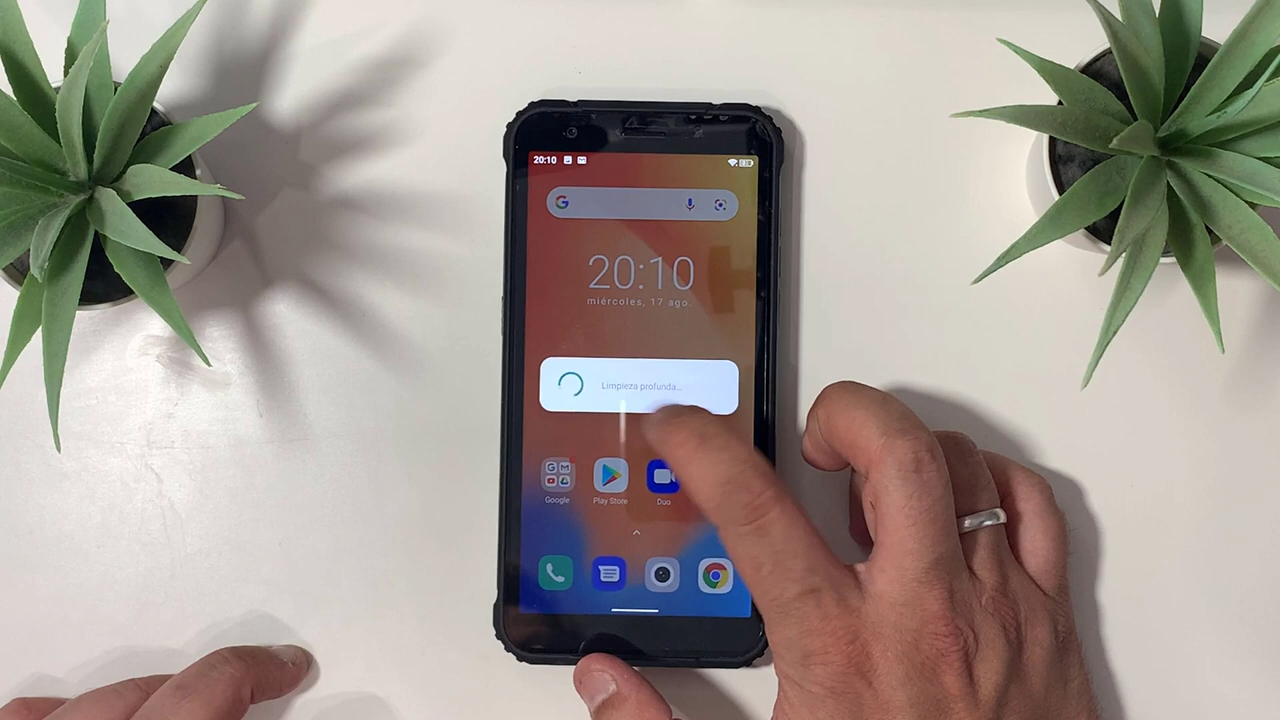 20:10
G
20:10
miércoles, 17 ago.
Limpieza profunda...
G M
Google
Play Store
Duo